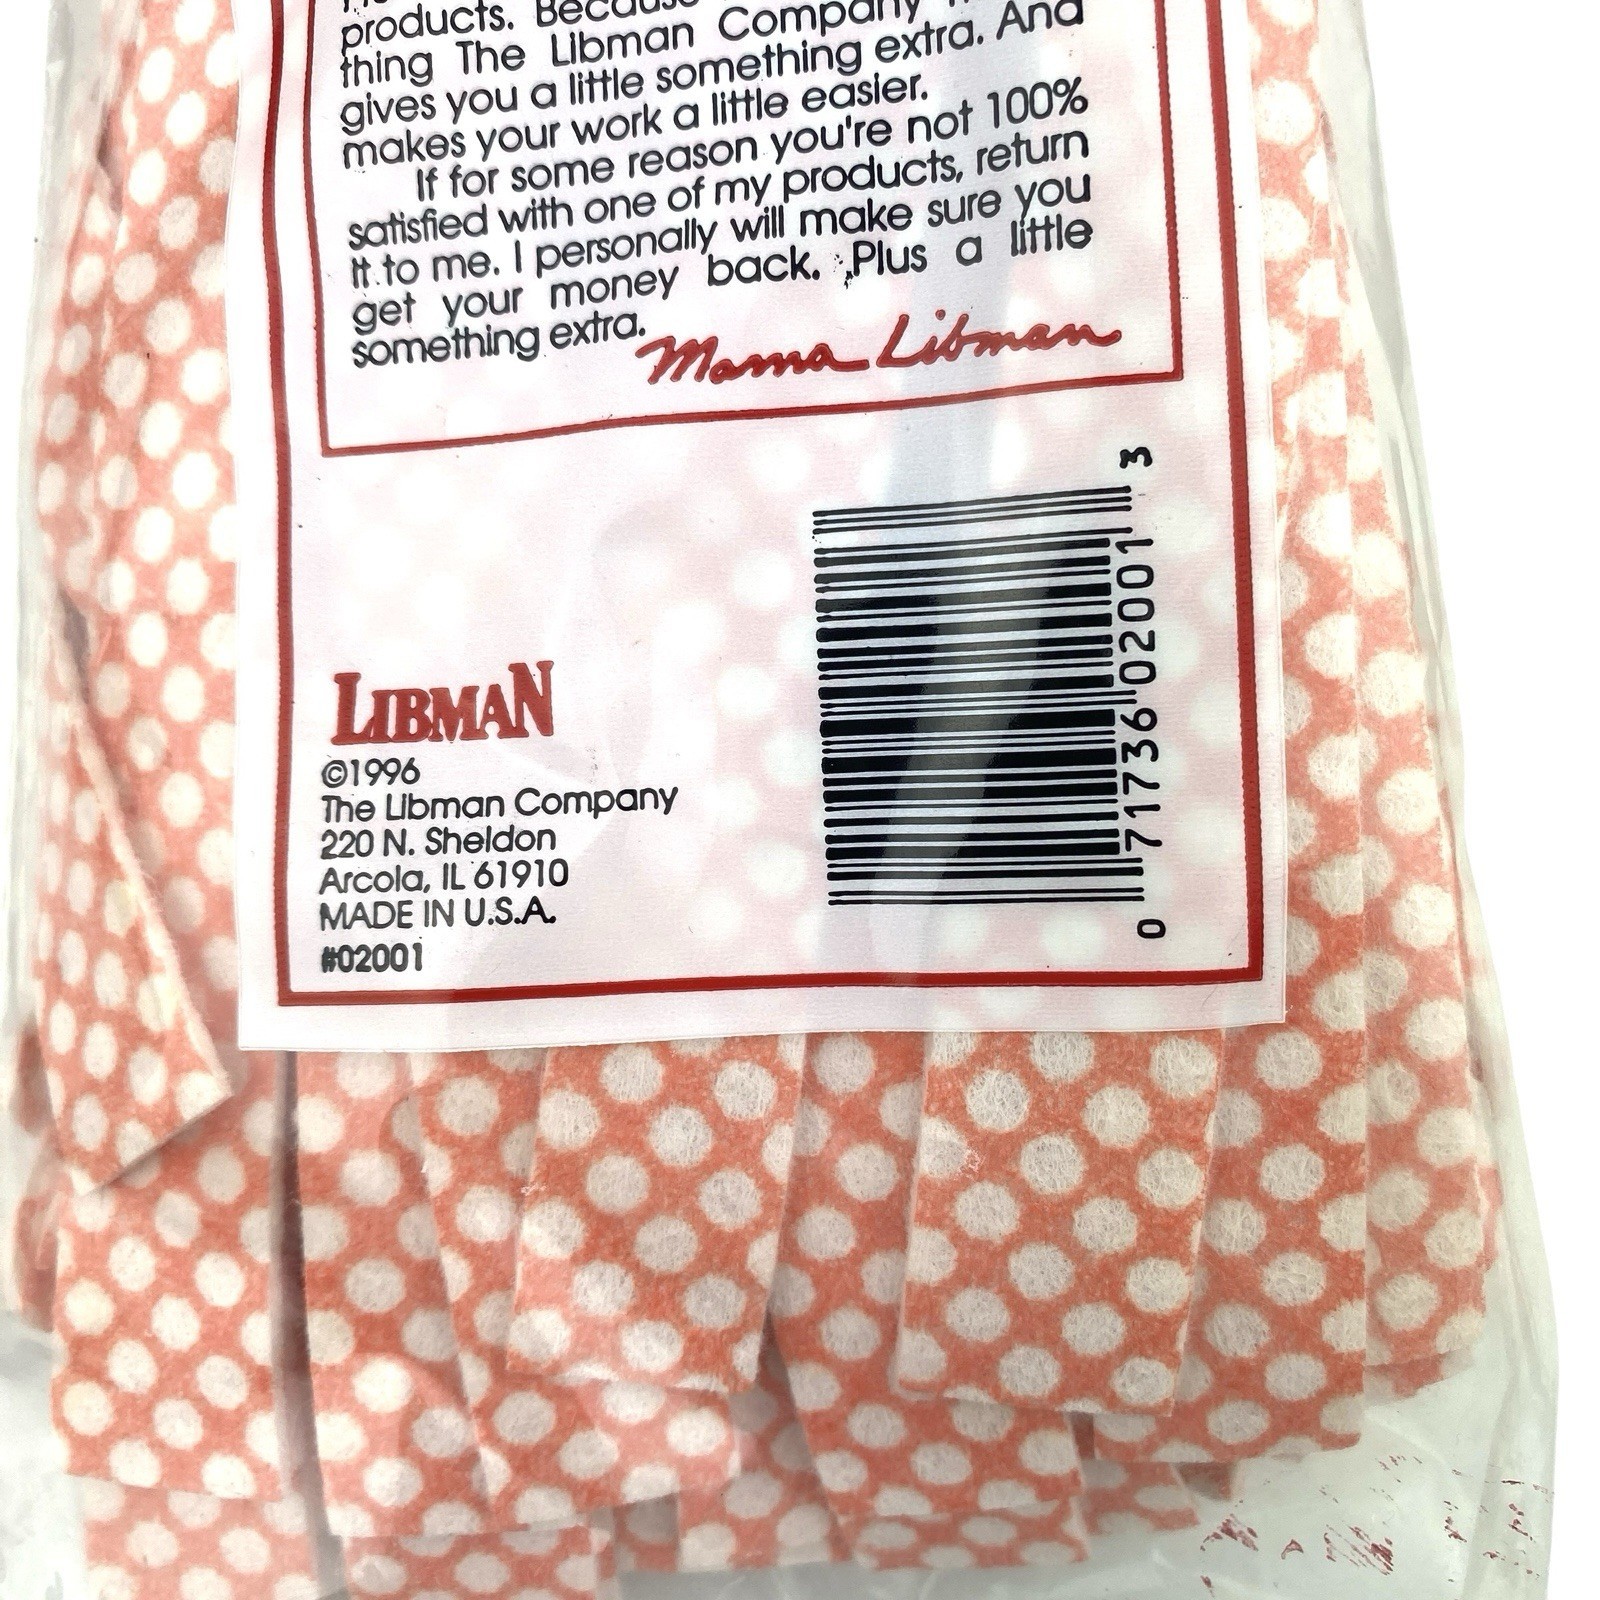 products. Because
thing The Libman Company
gives you a little something extra. And
makes your work a little easier.
If for some reason you're not 100%
satisfied with one of my products, return
it to me. I personally will make sure you
get your money back. Plus a little
something extra.
Mama Libman
LIBMAN
©1996
The Libman Company
220 N. Sheldon
Arcola, IL 61910
MADE IN U.S.A.
#02001
0 71736 02001 3